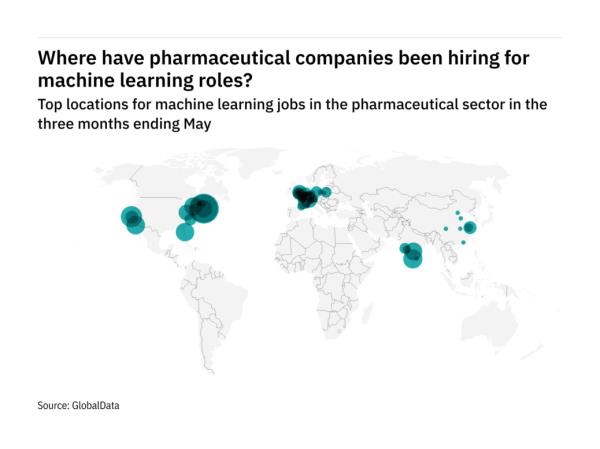 Where have pharmaceutical companies been hiring for
machine learning roles?
Top locations for machine learning jobs in the pharmaceutical sector in the
three months ending May
Source: GlobalData